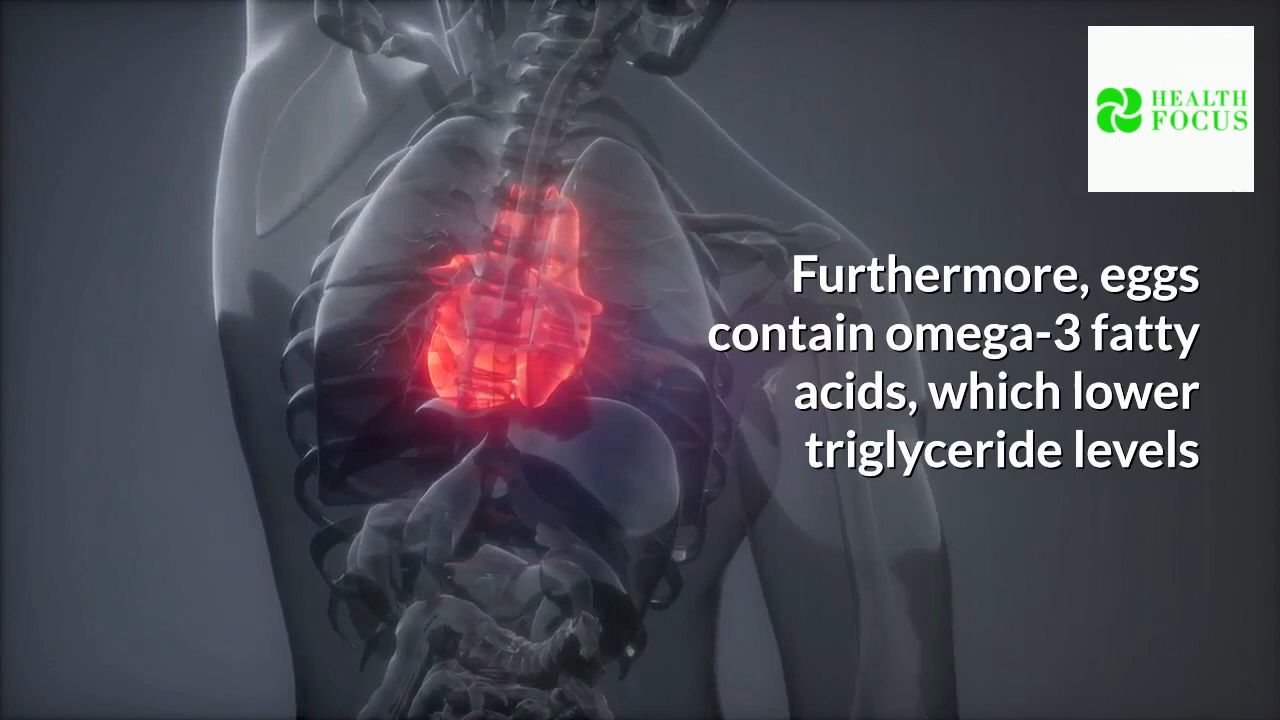 HEALTH
FOCUS
Furthermore, eggs
contain omega-3 fatty
acids, which lower
triglyceride levels